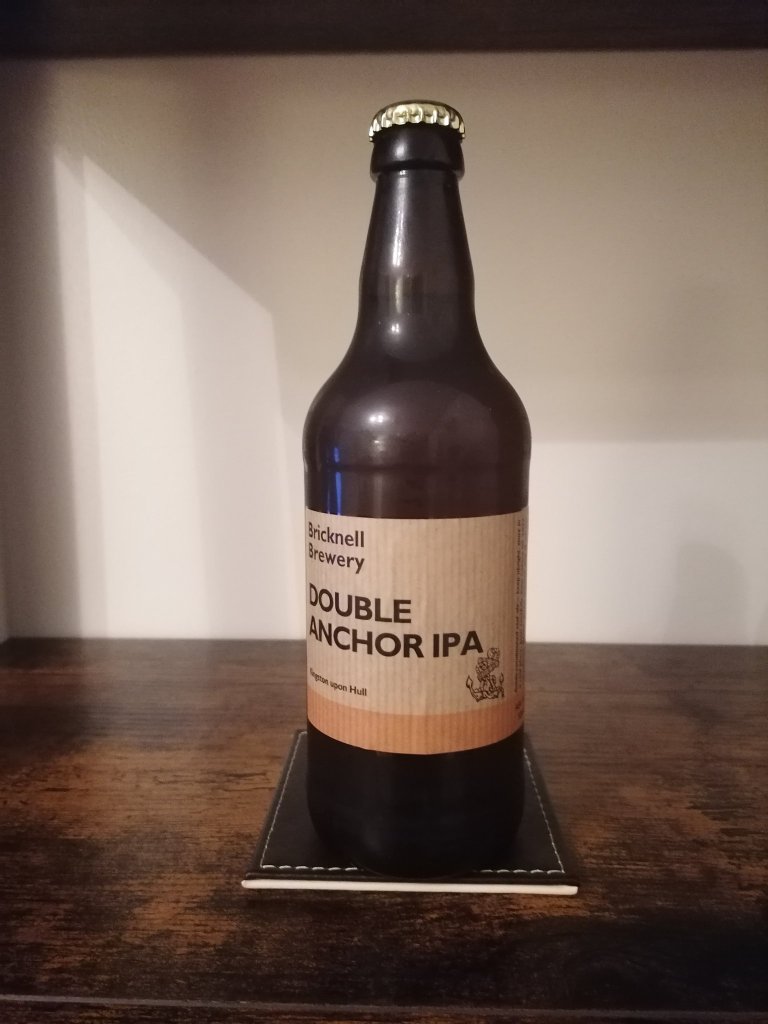 Bricknell
Brewery
DOUBLE
ANCHOR IPA
Kingston upon Hull